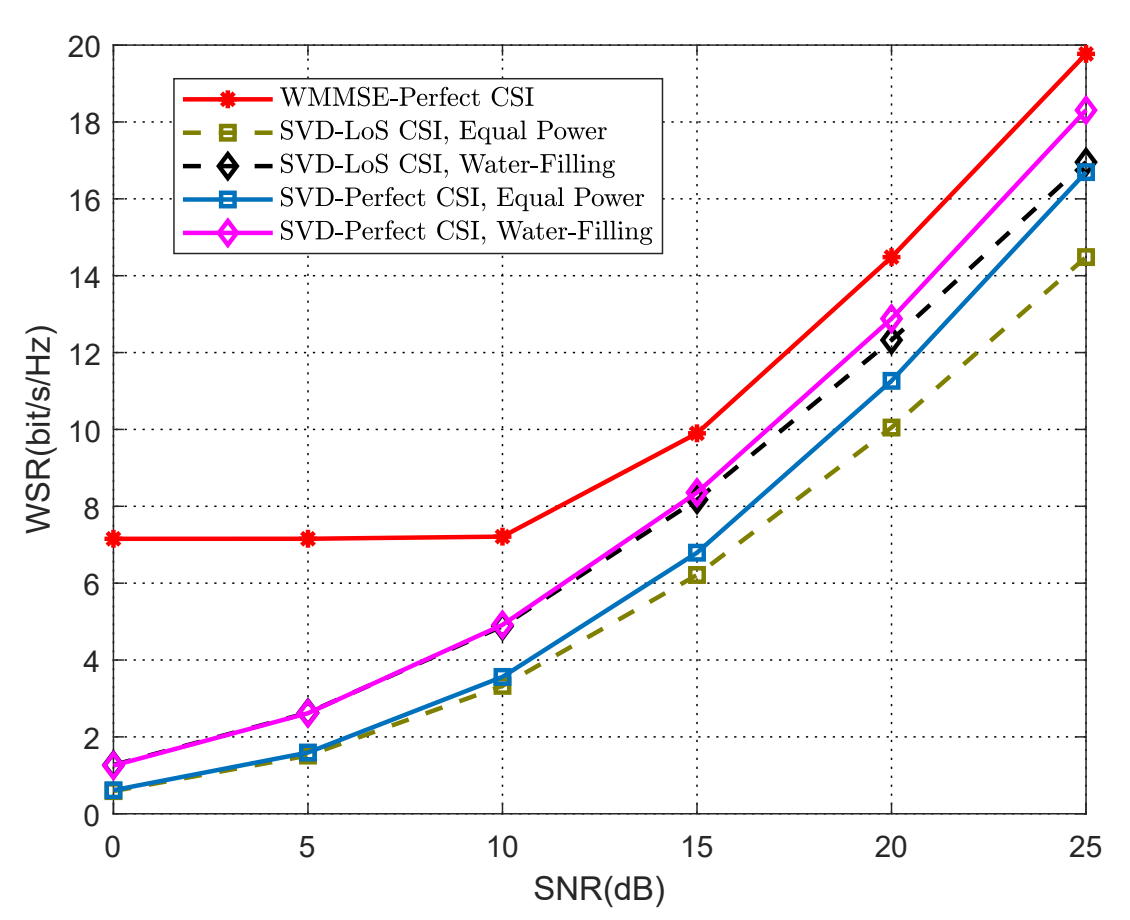 20
18
16
14
12
10
8
6
4
2
0
WSR(bit/s/Hz)
WMMSE-Perfect CSI
SVD-LoS CSI, Equal Power
SVD-LoS CSI, Water-Filling
SVD-Perfect CSI, Equal Power
SVD-Perfect CSI, Water-Filling
0 5 10 15 20 25
SNR(dB)